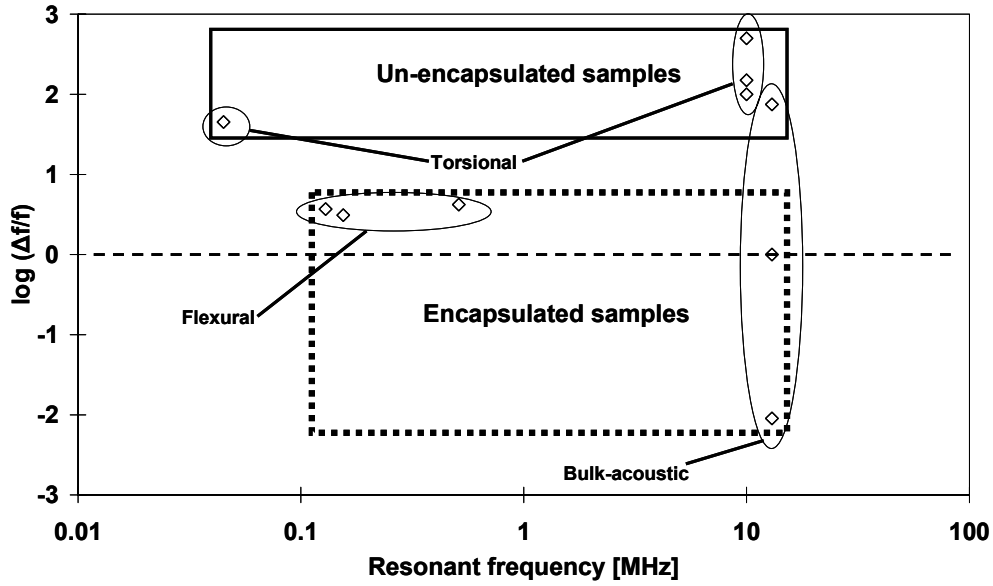 3
Un-encapsulated samples
2
Torsional
1
log (Δf/f)
0
Flexural
Encapsulated samples
-1
-2
Bulk-acoustic
-3
0.01 0.1 1 10 100
Resonant frequency [MHz]